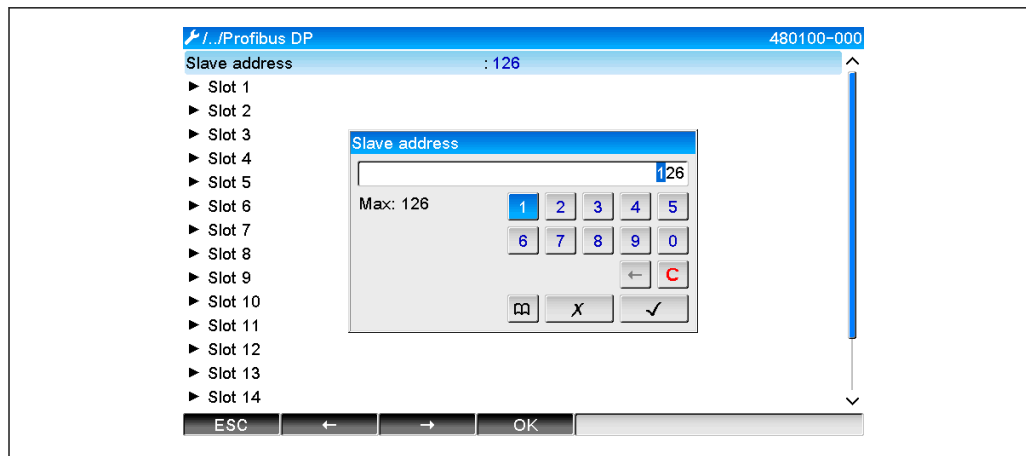 /../Profibus DP 480100-000
Slave address : 126
► Slot 1
► Slot 2
► Slot 3
► Slot 4
► Slot 5
► Slot 6
► Slot 7
► Slot 8
► Slot 9
► Slot 10
► Slot 11
► Slot 12
► Slot 13
► Slot 14
Slave address
126
Max: 126
1 2 3 4 5
6 7 8 9 0
← C
X ✓
ESC ← → OK